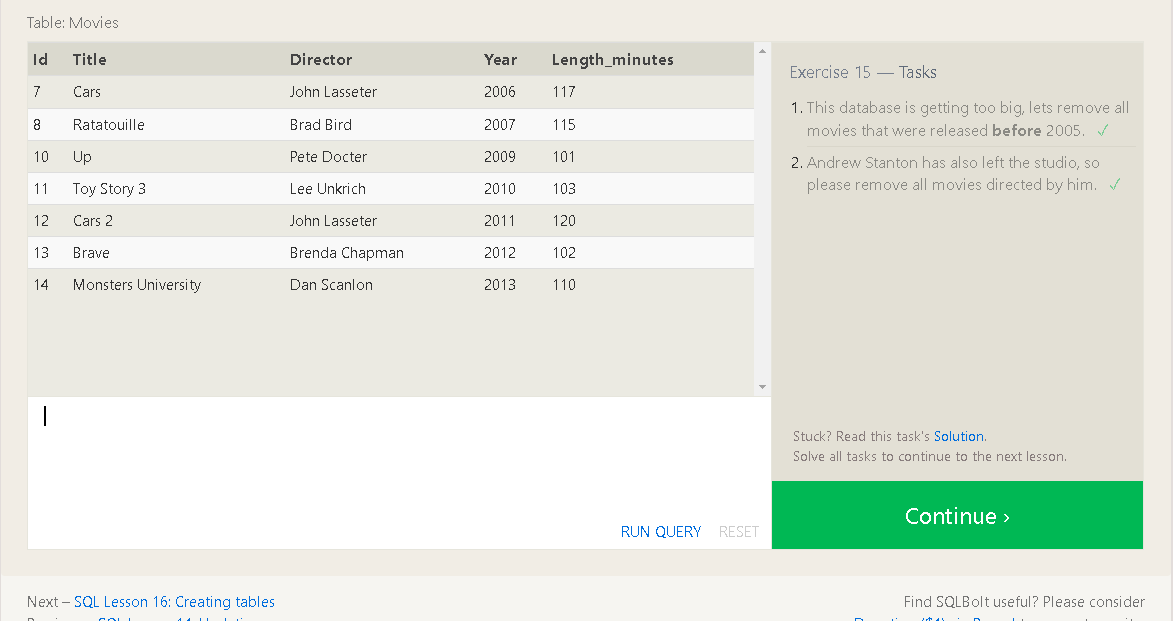 Table: Movies
Id Title Director Year Length_minutes
7 Cars John Lasseter 2006 117
8 Ratatouille Brad Bird 2007 115
10 Up Pete Docter 2009 101
11 Toy Story 3 Lee Unkrich 2010 103
12 Cars 2 John Lasseter 2011 120
13 Brave Brenda Chapman 2012 102
14 Monsters University Dan Scanlon 2013 110
RUN QUERY RESET
Exercise 15 — Tasks
1. This database is getting too big, lets remove all
movies that were released before 2005. ✓
2. Andrew Stanton has also left the studio, so
please remove all movies directed by him. ✓
Stuck? Read this task's Solution.
Solve all tasks to continue to the next lesson.
Continue ›
Next – SQL Lesson 16: Creating tables
Find SQLBolt useful? Please consider